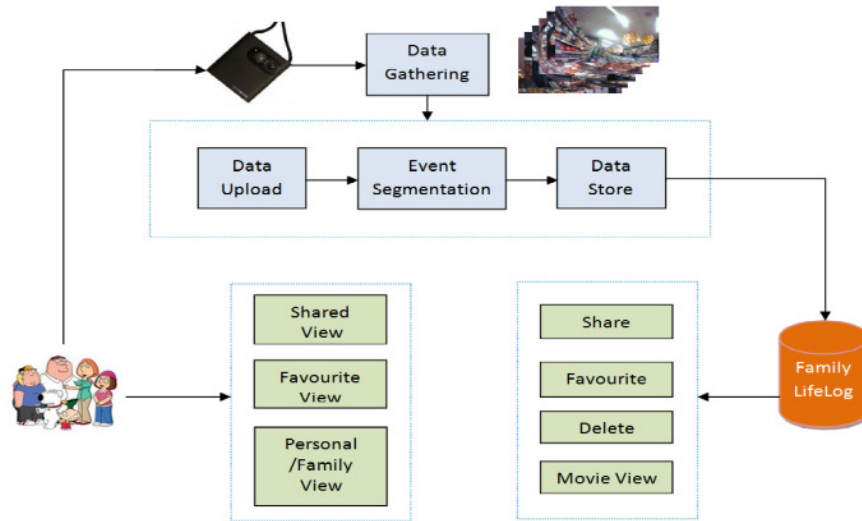 Data
Gathering
Data
Upload
Event
Segmentation
Data
Store
Shared
View
Favourite
View
Personal
/Family
View
Share
Favourite
Delete
Movie View
Family
LifeLog